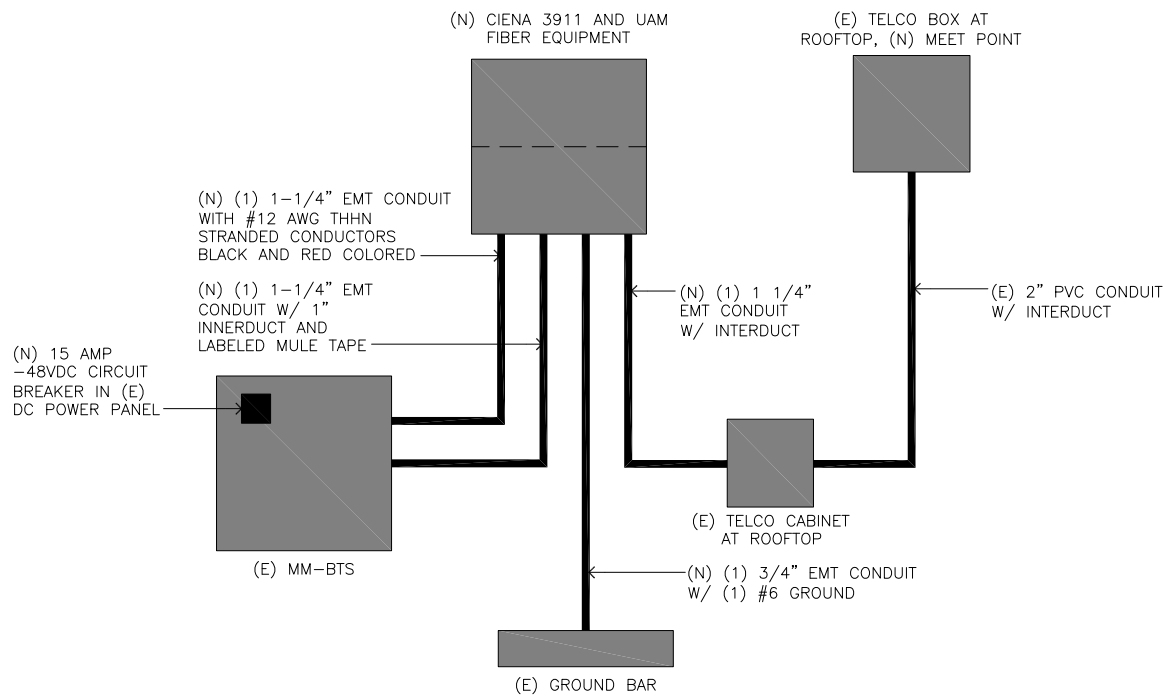 (N) CIENA 3911 AND UAM
FIBER EQUIPMENT
(E) TELCO BOX AT
ROOFTOP, (N) MEET POINT
(N) (1) 1-1/4" EMT CONDUIT
WITH #12 AWG THHN
STRANDED CONDUCTORS
BLACK AND RED COLORED
(N) (1) 1-1/4" EMT
CONDUIT W/ 1"
INNERDUCT AND
LABELED MULE TAPE
(N) (1) 1 1/4"
EMT CONDUIT
W/ INTERDUCT
(E) 2" PVC CONDUIT
W/ INTERDUCT
(N) 15 AMP
-48VDC CIRCUIT
BREAKER IN (E)
DC POWER PANEL
(E) TELCO CABINET
AT ROOFTOP
(E) MM-BTS
(N) (1) 3/4" EMT CONDUIT
W/ (1) #6 GROUND
(E) GROUND BAR